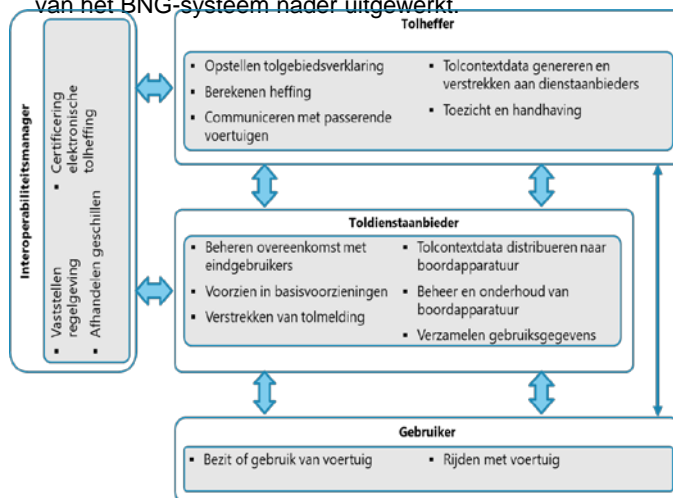 van het BNG-systeem nader uitgewerkt.
Tolheffer
▪ Opstellen tolgebiedsverklaring
▪ Berekenen heffing
▪ Communiceren met passerende
voertuigen
▪ Tolcontextdata genereren en
verstrekken aan dienstaanbieders
▪ Toezicht en handhaving
Interoperabiliteitsmanager
▪ Vaststellen
regelgeving
▪ Afhandelen geschillen
▪ Certificering
elektronische
tolheffing
Toldienstaanbieder
▪ Beheren overeenkomst met
eindgebruikers
▪ Voorzien in basisvoorzieningen
▪ Verstrekken van tolmelding
▪ Tolcontextdata distribueren naar
boordapparatuur
▪ Beheer en onderhoud van
boordapparatuur
▪ Verzamelen gebruiksgegevens
Gebruiker
▪ Bezit of gebruik van voertuig
▪ Rijden met voertuig